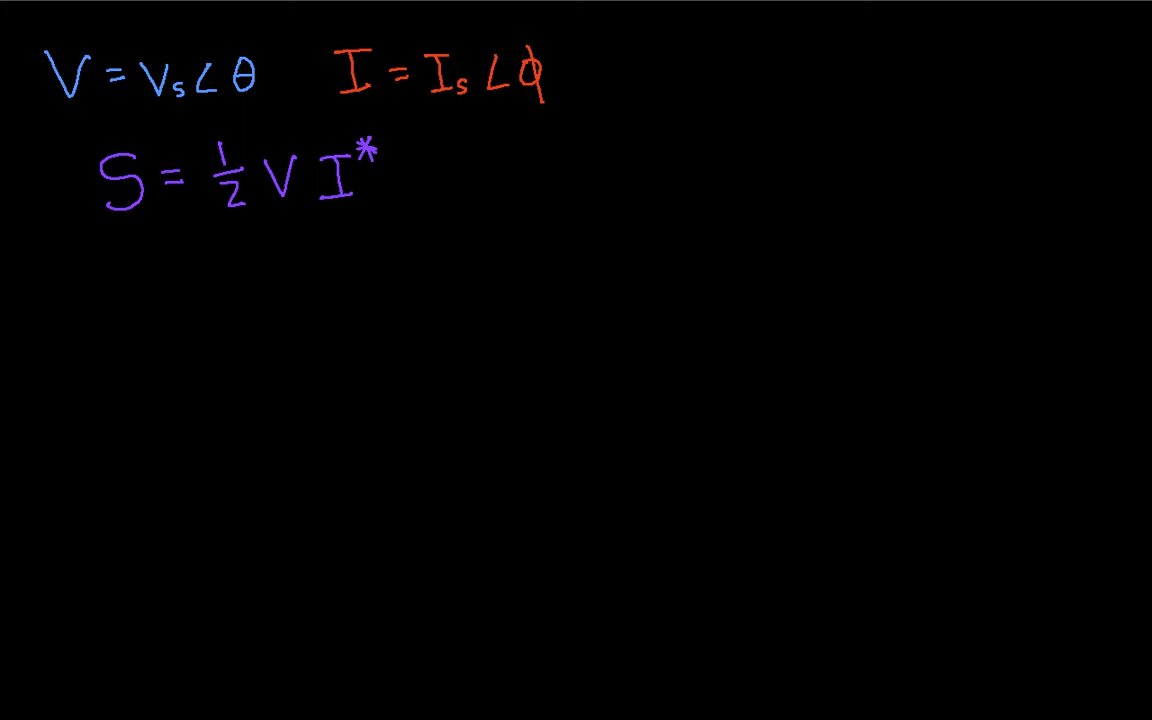 V = Vs∠θ I = Is∠ϕ
S = 1/2 V I*